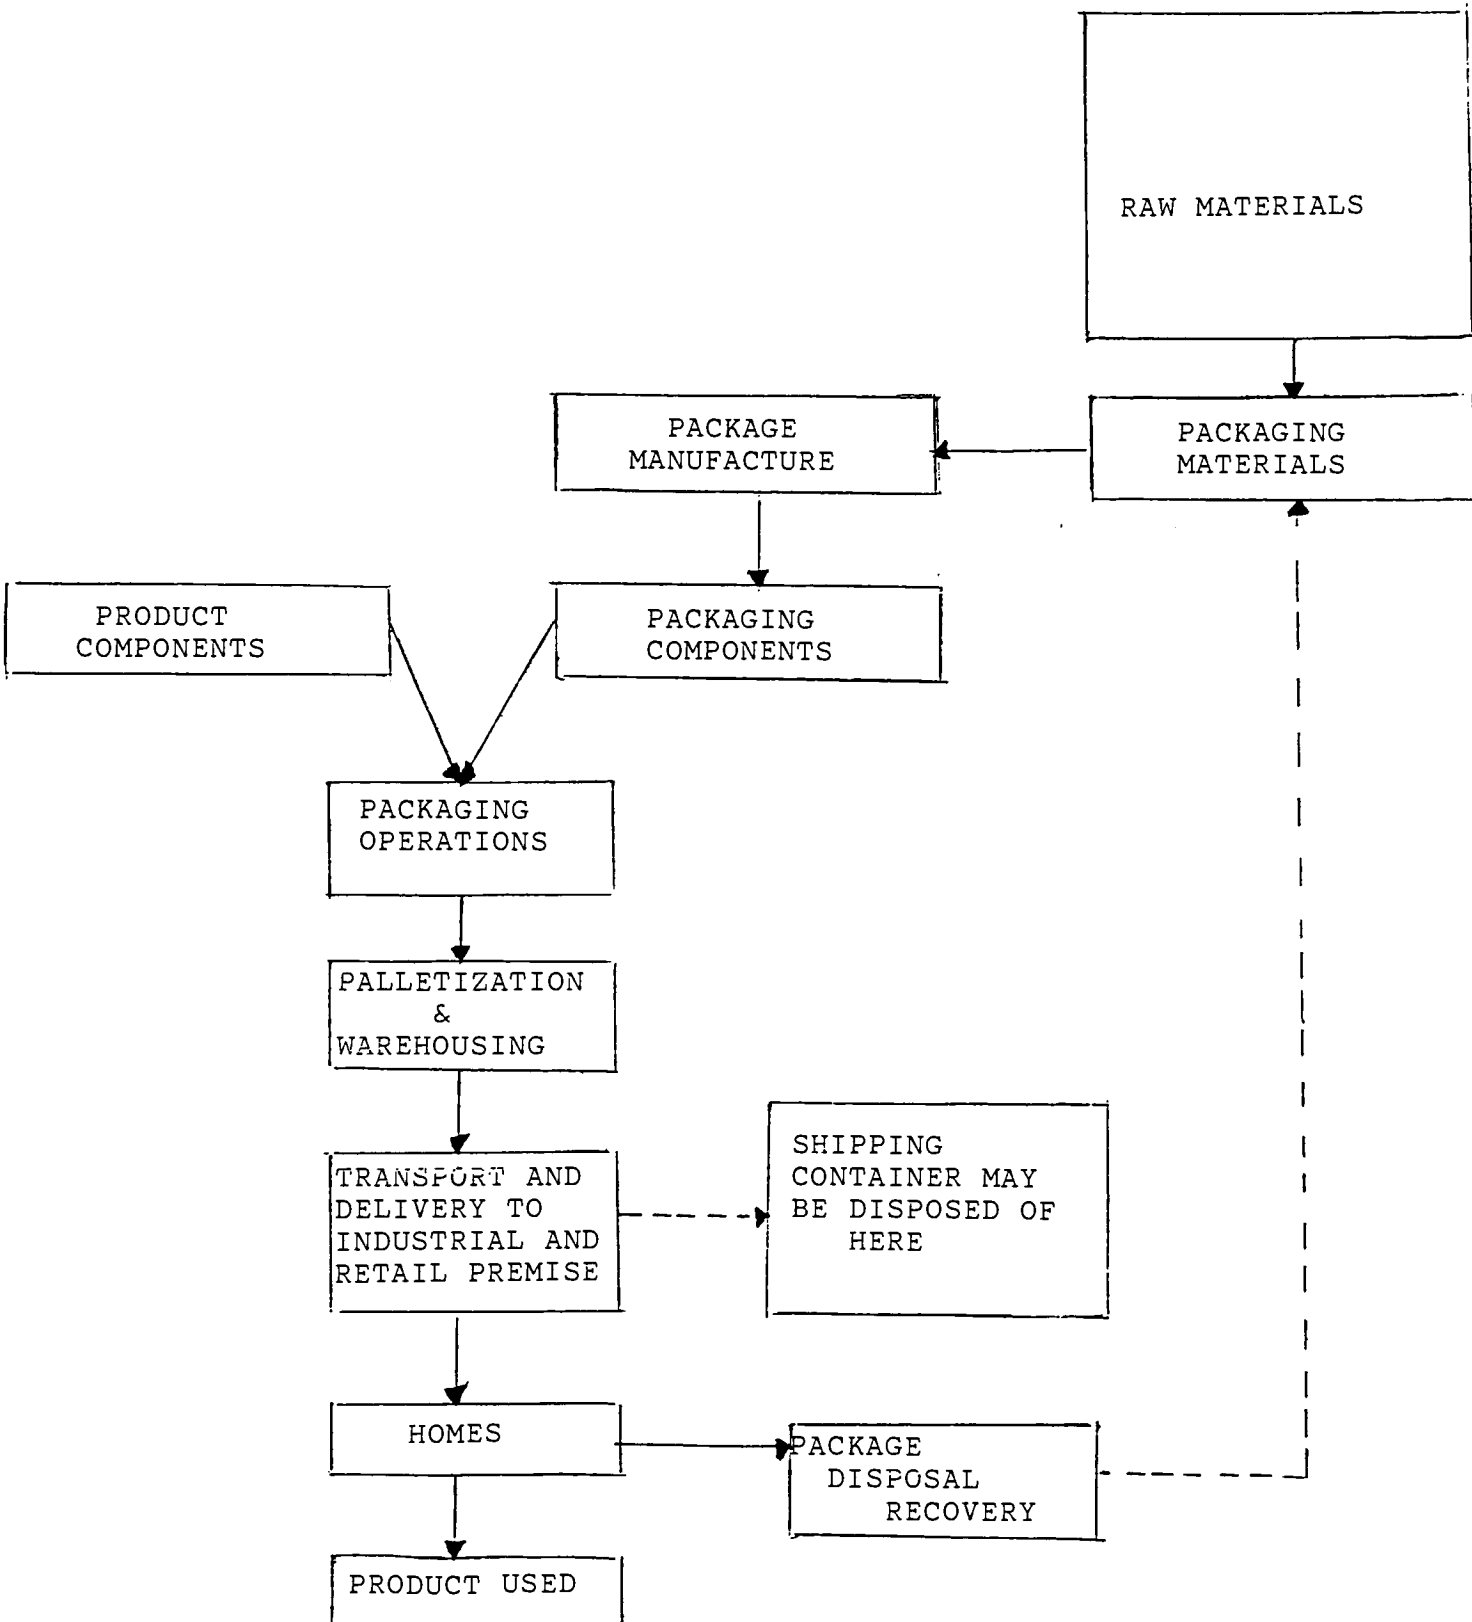 RAW MATERIALS
PACKAGE
MANUFACTURE
PACKAGING
MATERIALS
PRODUCT
COMPONENTS
PACKAGING
COMPONENTS
PACKAGING
OPERATIONS
PALLETIZATION
&
WAREHOUSING
TRANSPORT AND
DELIVERY TO
INDUSTRIAL AND
RETAIL PREMISE
SHIPPING
CONTAINER MAY
BE DISPOSED OF
HERE
HOMES
PACKAGE
DISPOSAL
RECOVERY
PRODUCT USED